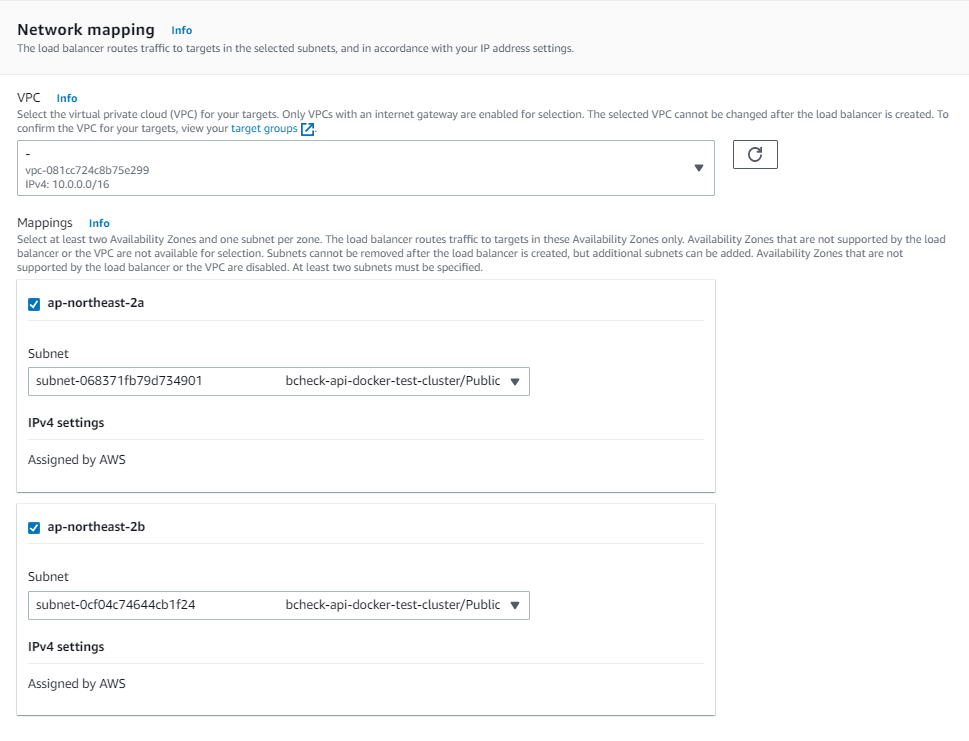 Network mapping Info
The load balancer routes traffic to targets in the selected subnets, and in accordance with your IP address settings.
VPC Info
Select the virtual private cloud (VPC) for your targets. Only VPCs with an internet gateway are enabled for selection. The selected VPC cannot be changed after the load balancer is created. To
confirm the VPC for your targets, view your target groups.
-
vpc-081cc724c8b75e299
IPv4: 10.0.0.0/16
Mappings Info
Select at least two Availability Zones and one subnet per zone. The load balancer routes traffic to targets in these Availability Zones only. Availability Zones that are not supported by the load
balancer or the VPC are not available for selection. Subnets cannot be removed after the load balancer is created, but additional subnets can be added. Availability Zones that are not
supported by the load balancer or the VPC are disabled. At least two subnets must be specified.
ap-northeast-2a
Subnet
subnet-068371fb79d734901 bcheck-api-docker-test-cluster/Public
IPv4 settings
Assigned by AWS
ap-northeast-2b
Subnet
subnet-0cf04c74644cb1f24 bcheck-api-docker-test-cluster/Public
IPv4 settings
Assigned by AWS